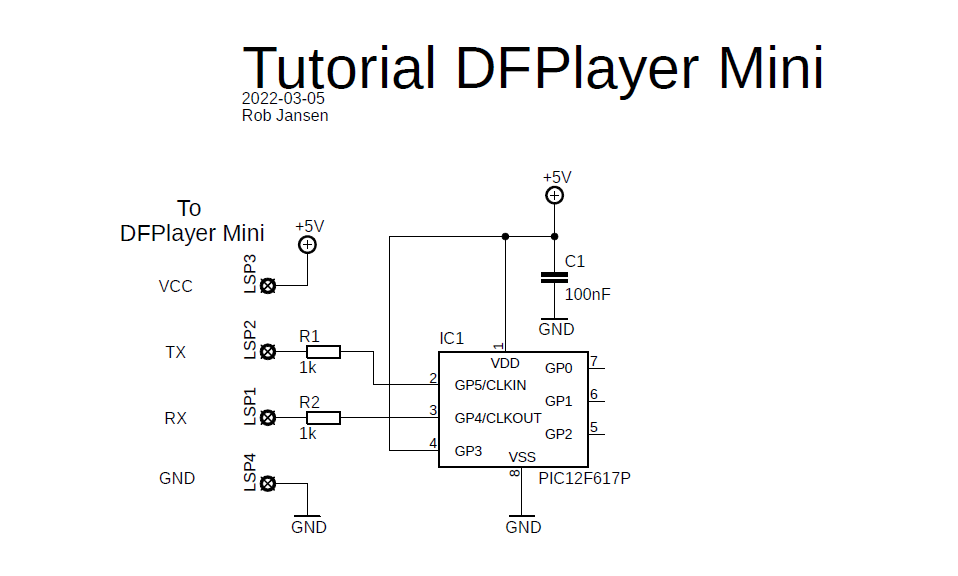 Tutorial DFPlayer Mini
2022-03-05
Rob Jansen
+5V
To
DFPlayer Mini
+5V
VCC
LSP3
C1
100nF
GND
TX
LSP2
R1
1k
IC1
1
VDD
GP0
7
2
GP5/CLKIN
GP1
6
RX
LSP1
R2
1k
3
GP4/CLKOUT
GP2
5
4
GP3
VSS
8
PIC12F617P
GND
LSP4
GND
GND